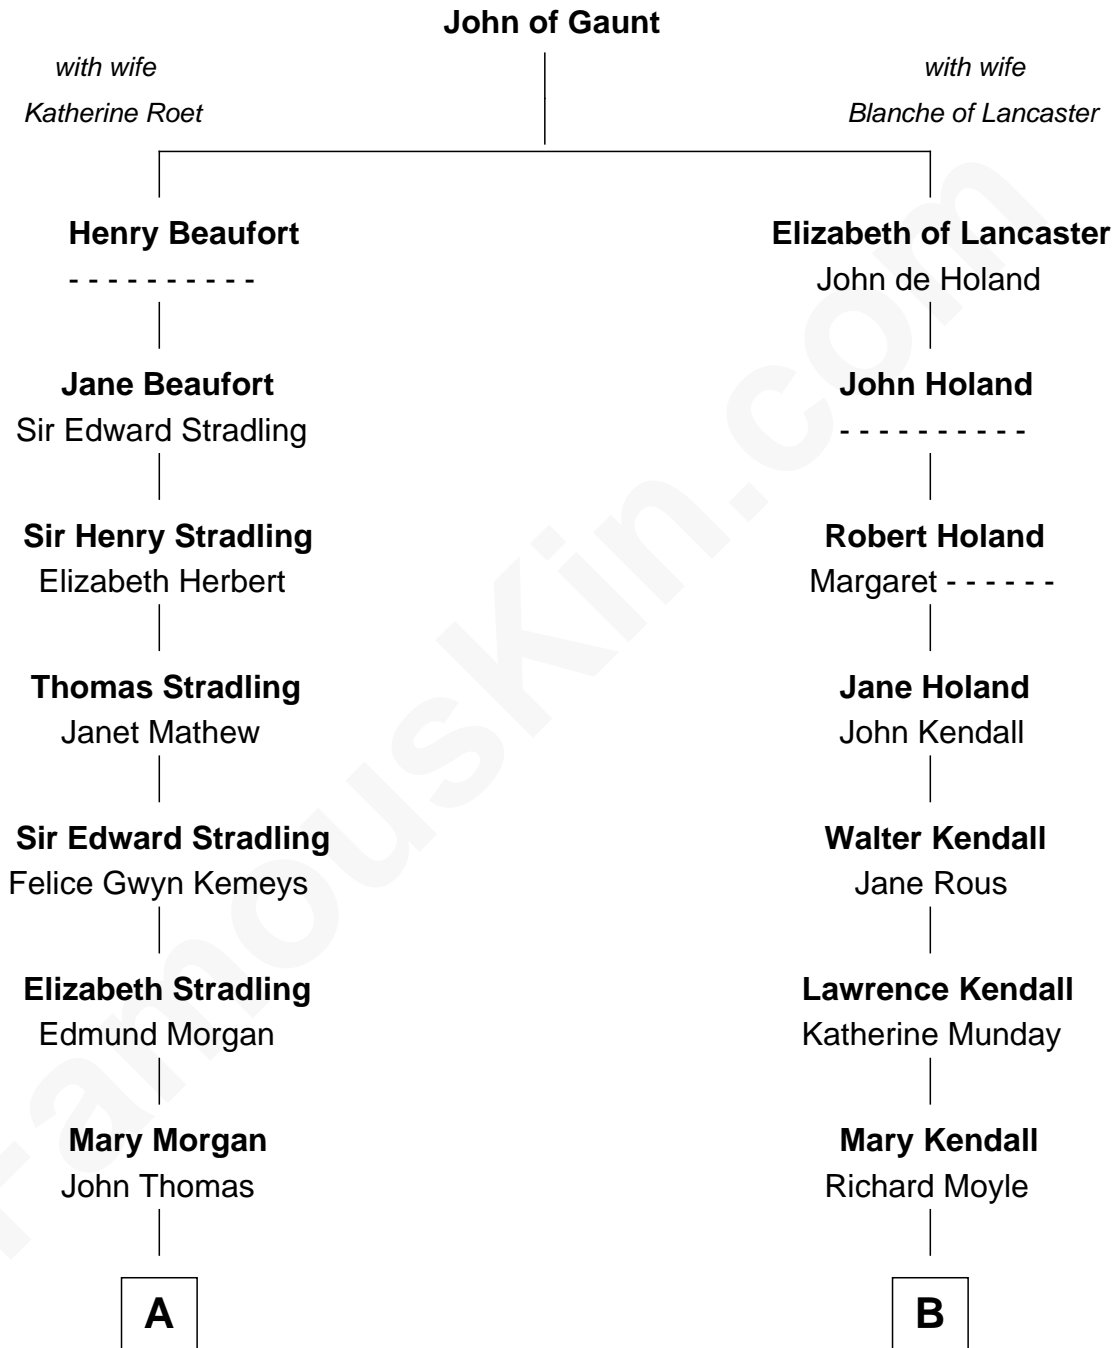 John of Gaunt
with wife
Katherine Roet
with wife
Blanche of Lancaster
Henry Beaufort
- - - - - - - - - -
Jane Beaufort
Sir Edward Stradling
Sir Henry Stradling
Elizabeth Herbert
Thomas Stradling
Janet Mathew
Sir Edward Stradling
Felice Gwyn Kemeys
Elizabeth Stradling
Edmund Morgan
Mary Morgan
John Thomas
A
Elizabeth of Lancaster
John de Holand
John Holand
- - - - - - - - - -
Robert Holand
Margaret - - - - - -
Jane Holand
John Kendall
Walter Kendall
Jane Rous
Lawrence Kendall
Katherine Munday
Mary Kendall
Richard Moyle
B
FamousKin.com